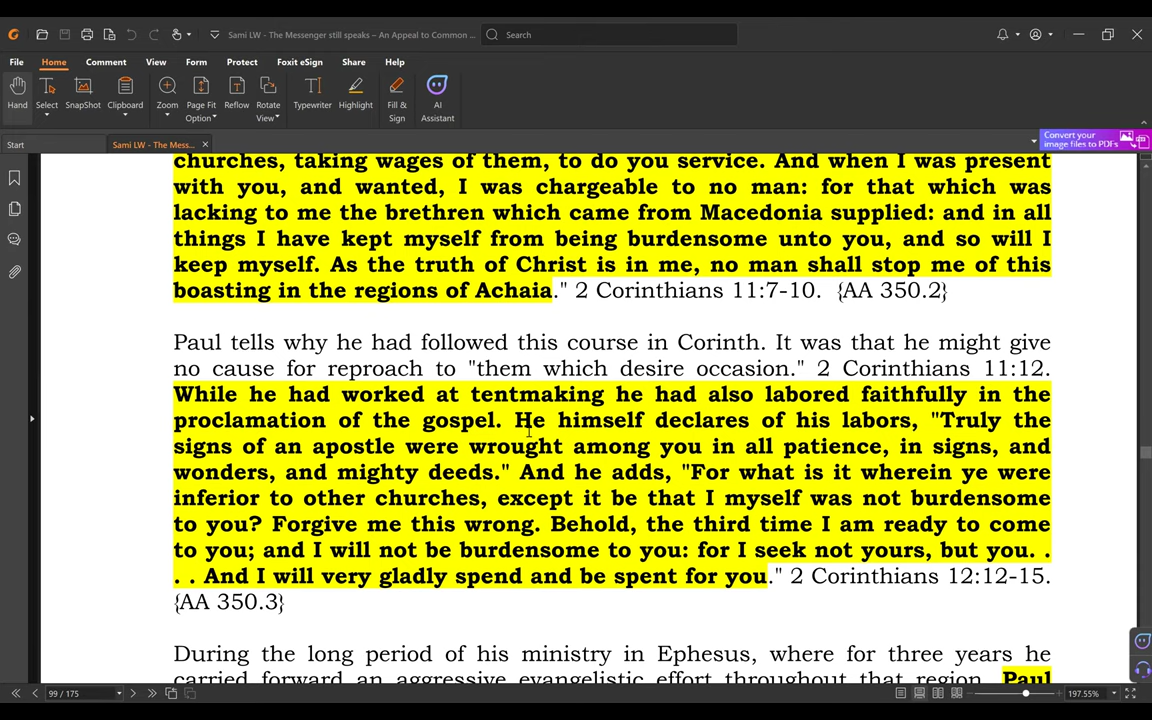 Sami LW - The Messenger still speaks – An Appeal to Common ...
Search
File Home Comment View Form Protect Foxit eSign Share Help
Hand Select SnapShot Clipboard Zoom Page Fit Option Reflow Rotate View Typewriter Highlight Fill & Sign AI Assistant
Start
Sami LW - The Mess...
Convert your image files to PDFs
churches, taking wages of them, to do you service. And when I was present
with you, and wanted, I was chargeable to no man: for that which was
lacking to me the brethren which came from Macedonia supplied: and in all
things I have kept myself from being burdensome unto you, and so will I
keep myself. As the truth of Christ is in me, no man shall stop me of this
boasting in the regions of Achaia." 2 Corinthians 11:7-10. {AA 350.2}
Paul tells why he had followed this course in Corinth. It was that he might give
no cause for reproach to "them which desire occasion." 2 Corinthians 11:12.
While he had worked at tentmaking he had also labored faithfully in the
proclamation of the gospel. He himself declares of his labors, "Truly the
signs of an apostle were wrought among you in all patience, in signs, and
wonders, and mighty deeds." And he adds, "For what is it wherein ye were
inferior to other churches, except it be that I myself was not burdensome
to you? Forgive me this wrong. Behold, the third time I am ready to come
to you; and I will not be burdensome to you: for I seek not yours, but you. .
. . And I will very gladly spend and be spent for you." 2 Corinthians 12:12-15.
{AA 350.3}
During the long period of his ministry in Ephesus, where for three years he
carried forward an aggressive evangelistic effort throughout that region, Paul
99 / 175
197.55%